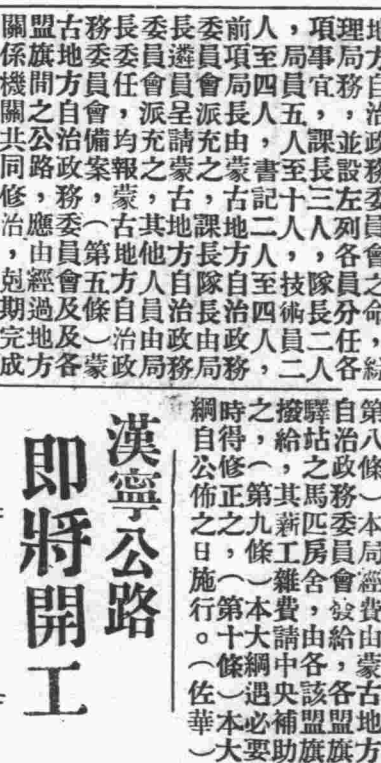 地方自治政務委員會之命，綜
理局務，並設左列各員分任各
項事宜，課長三人，隊長二人
，局員五人至十人，技術員二
人至四人，書記二人至四人，
前項局長由蒙古地方自治政務
委員會派充之，課長隊長由局
長遴員呈請蒙古地方自治政務
委員會派充之，其他人員由局
長委任，均報蒙古地方自治政
務委員會備案，（第五條）蒙
古地方自治政務委員會及及各
盟旗間之公路，應由經過地方
關係機關共同修治，剋期完成
第八條）本局經費由蒙古地方
自治政務委員會發給，各盟旗
驛站之馬匹房舍，由各該盟旗
撥給，其薪工雜費請中央補助
之，（第九條）本大綱遇必要
時得修正之，（第十條）本大
綱自公佈之日施行。（佐華）
漢寧公路
即將開工